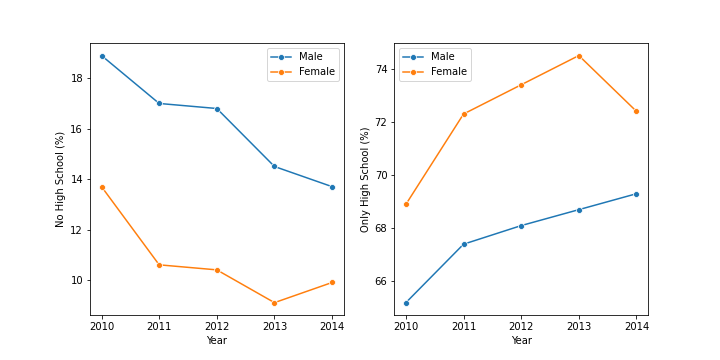 Male
Female
18
16
14
12
10
No High School (%)
2010 2011 2012 2013 2014
Year
Male
Female
74
72
70
68
66
Only High School (%)
2010 2011 2012 2013 2014
Year